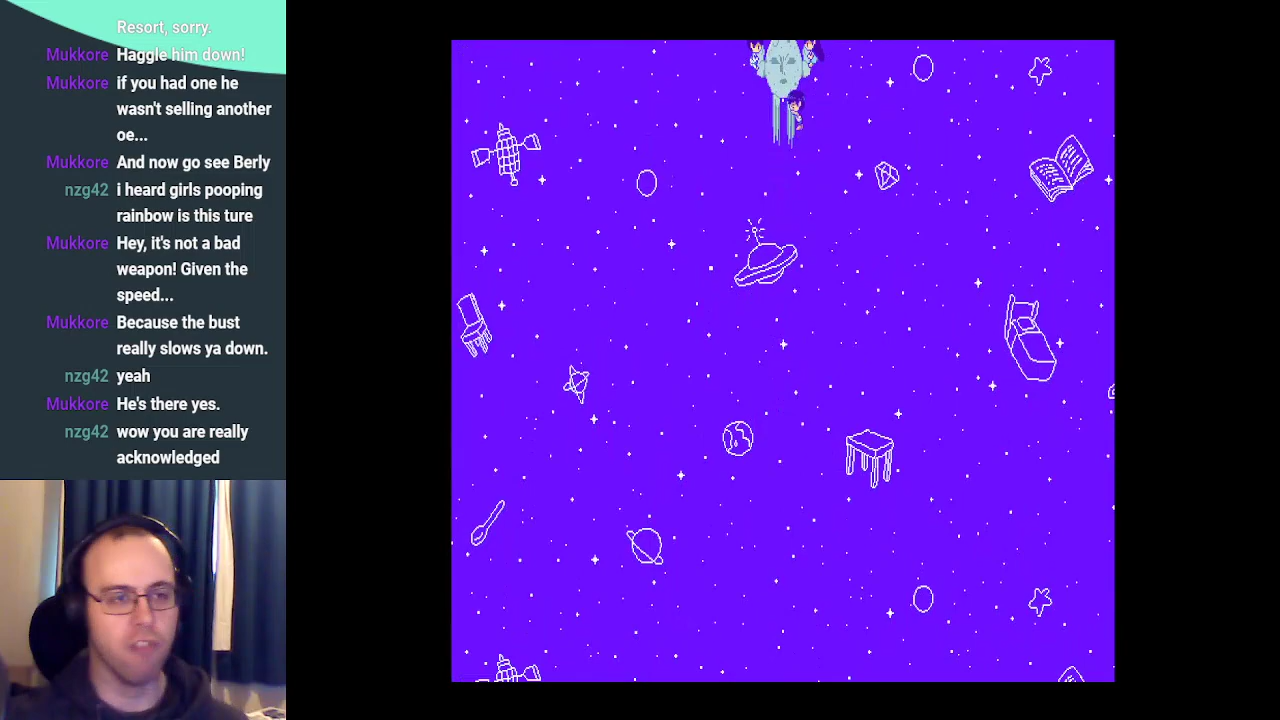 Resort, sorry.
Mukkore Haggle him down!
Mukkore if you had one he
wasn't selling another
oe...
Mukkore And now go see Berly
nzg42 i heard girls pooping
rainbow is this ture
Mukkore Hey, it's not a bad
weapon! Given the
speed...
Mukkore Because the bust
really slows ya down.
nzg42 yeah
Mukkore He's there yes.
nzg42 wow you are really
acknowledged